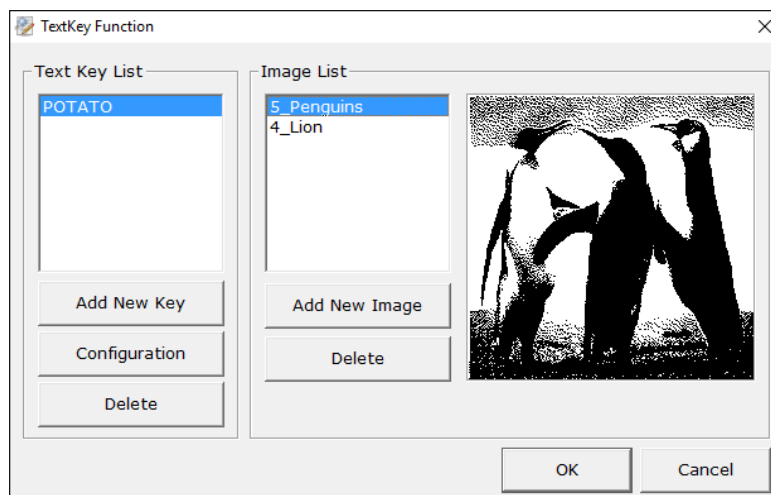 TextKey Function
Text Key List
POTATO
Add New Key
Configuration
Delete
Image List
5_Penguins
4_Lion
Add New Image
Delete
OK
Cancel